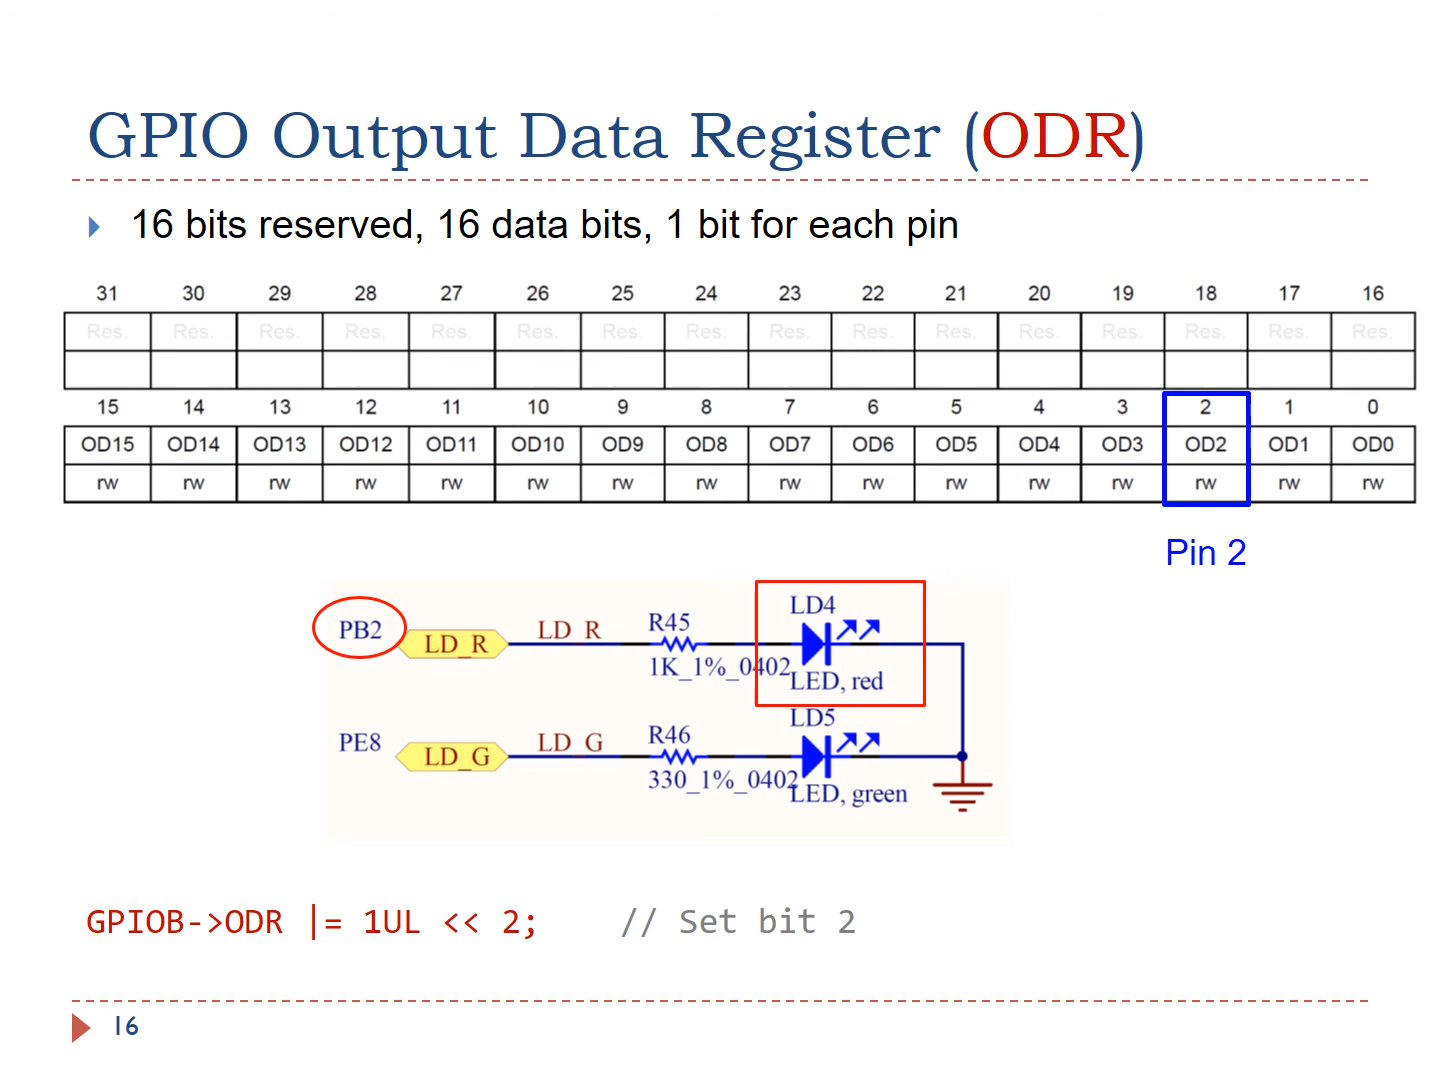 GPIO Output Data Register (ODR)
16 bits reserved, 16 data bits, 1 bit for each pin
31 30 29 28 27 26 25 24 23 22 21 20 19 18 17 16
Res. Res. Res. Res. Res. Res. Res. Res. Res. Res. Res. Res. Res. Res. Res. Res.
15 14 13 12 11 10 9 8 7 6 5 4 3 2 1 0
OD15 OD14 OD13 OD12 OD11 OD10 OD9 OD8 OD7 OD6 OD5 OD4 OD3 OD2 OD1 OD0
rw rw rw rw rw rw rw rw rw rw rw rw rw rw rw rw
Pin 2
PB2 LD_R LD_R R45 LD4
1K_1%_0402 LED, red
PE8 LD_G LD_G R46 LD5
330_1%_0402 LED, green
GPIOB->ODR |= 1UL << 2; // Set bit 2
16